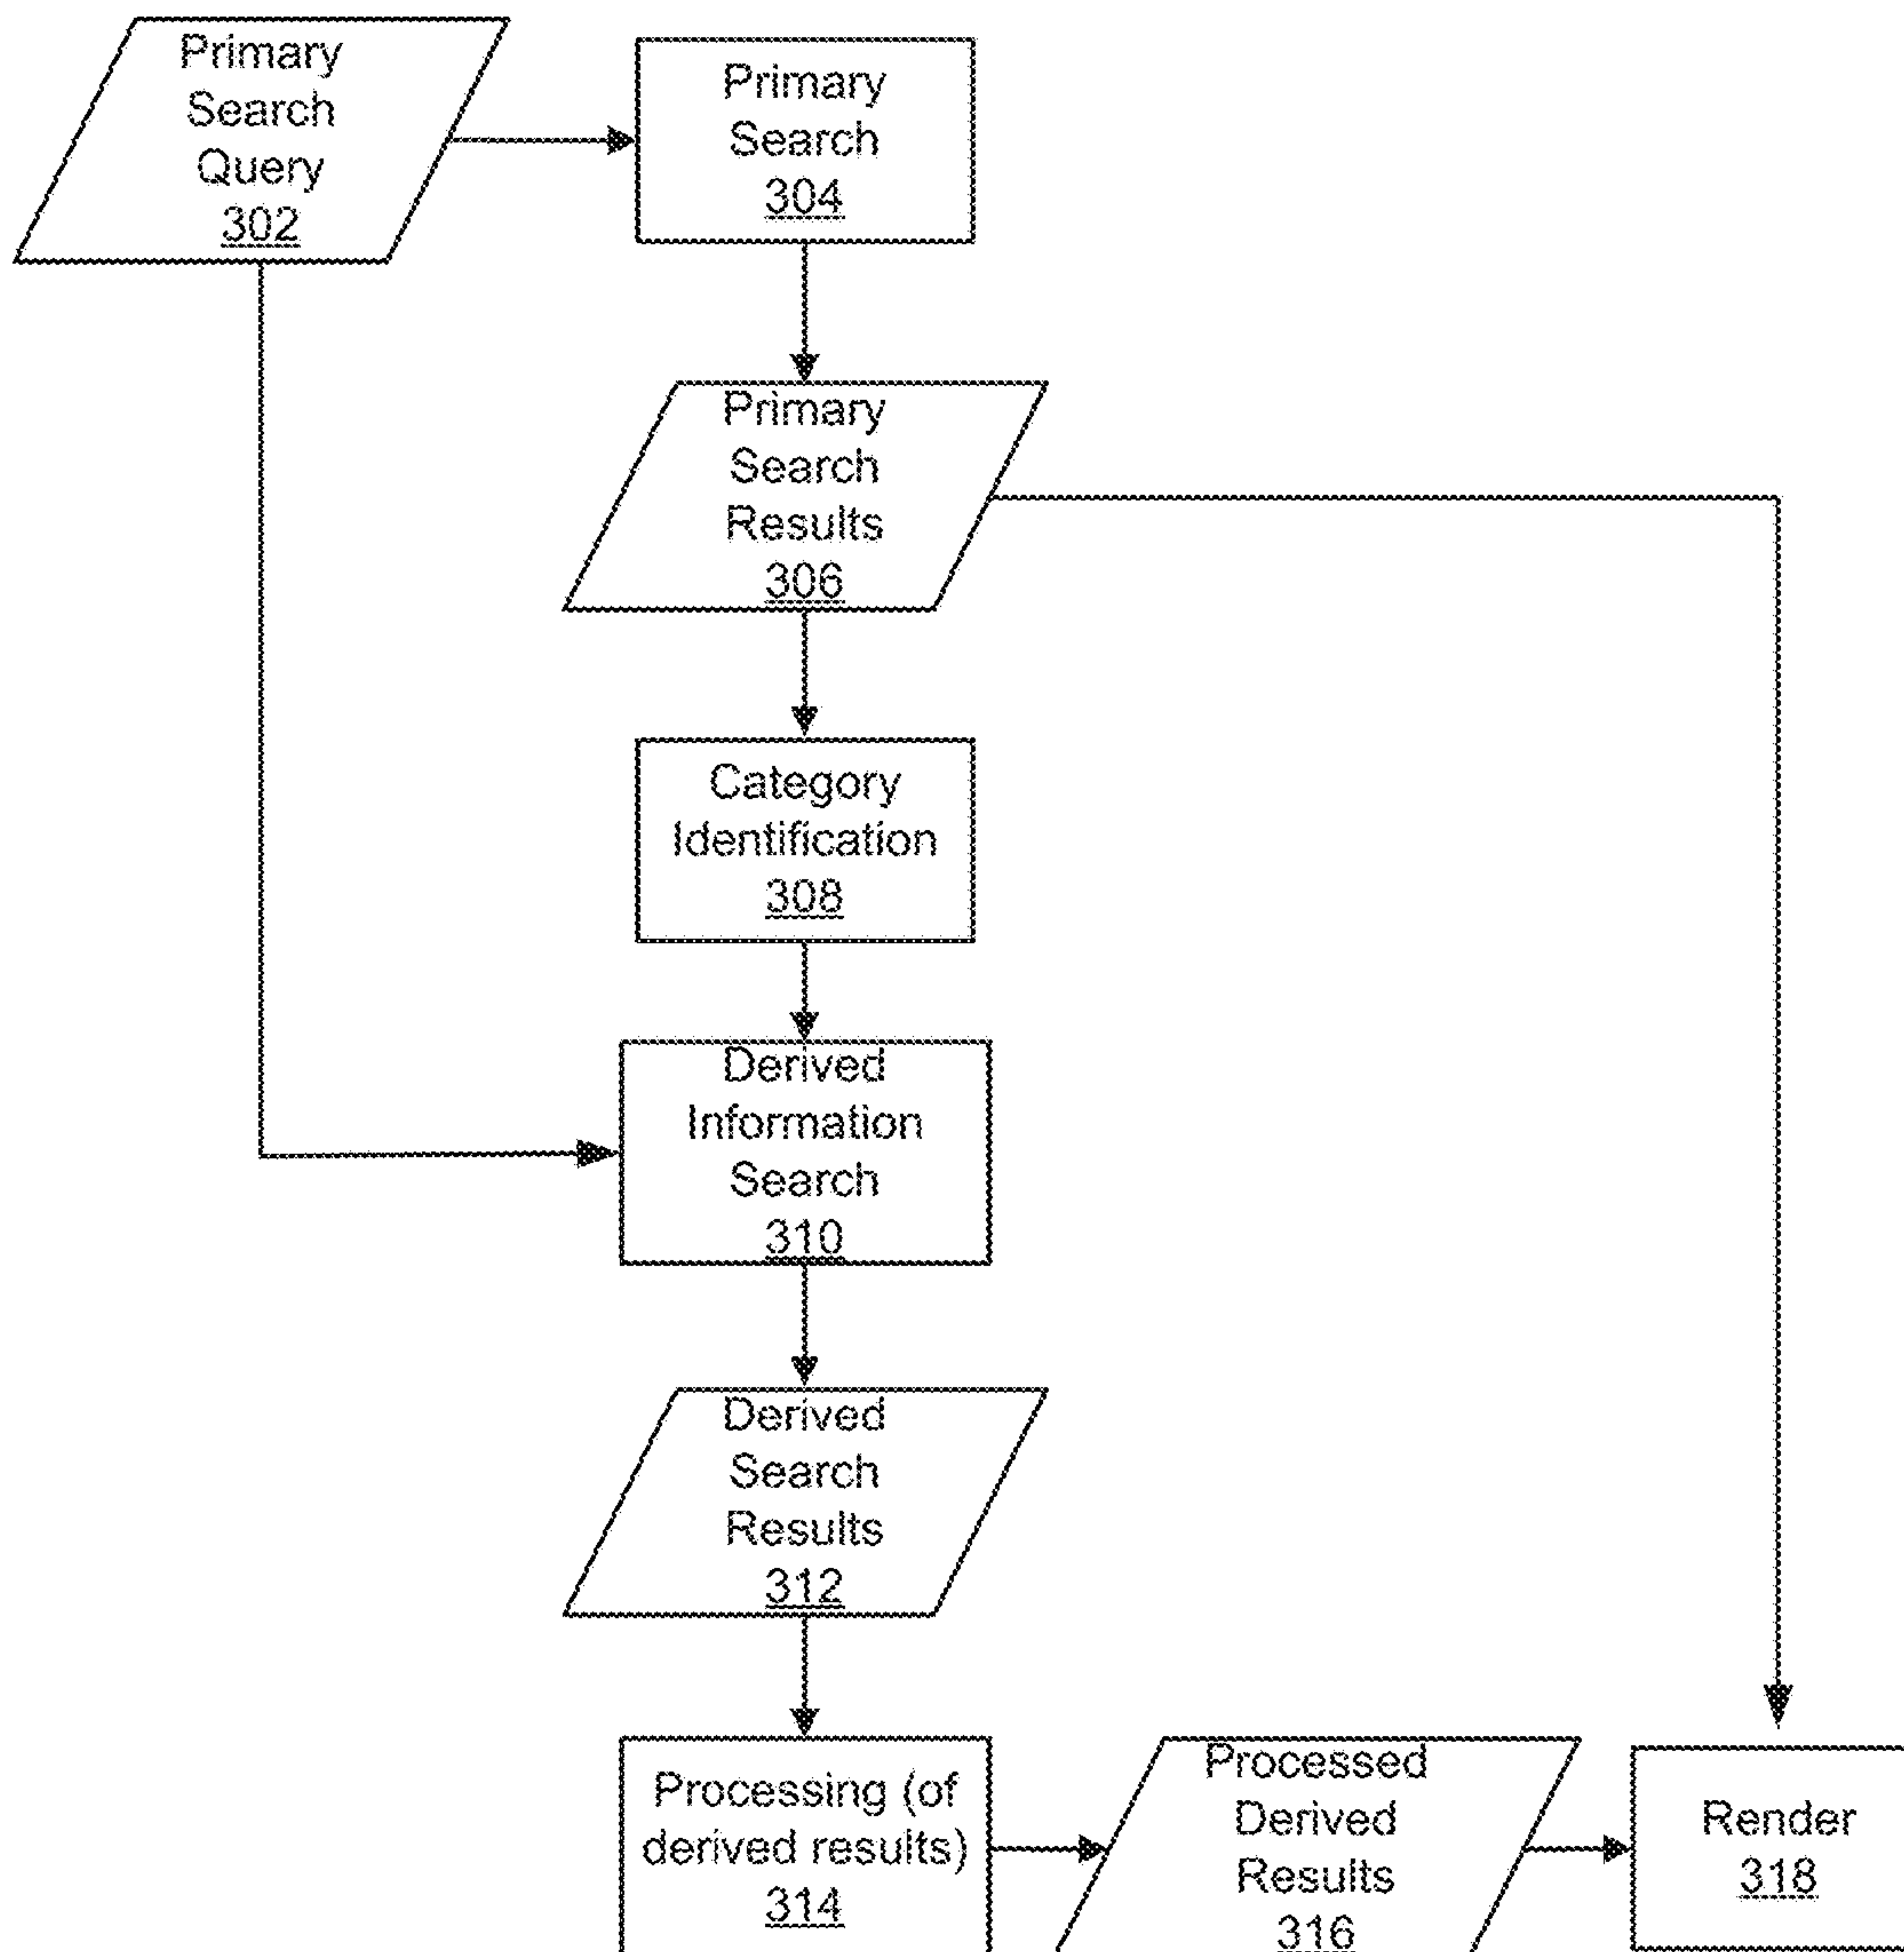 Primary
Search
Query
302
Primary
Search
304
Primary
Search
Results
306
Category
Identification
308
Derived
Information
Search
310
Derived
Search
Results
312
Processing (of
derived results)
314
Processed
Derived
Results
316
Render
318